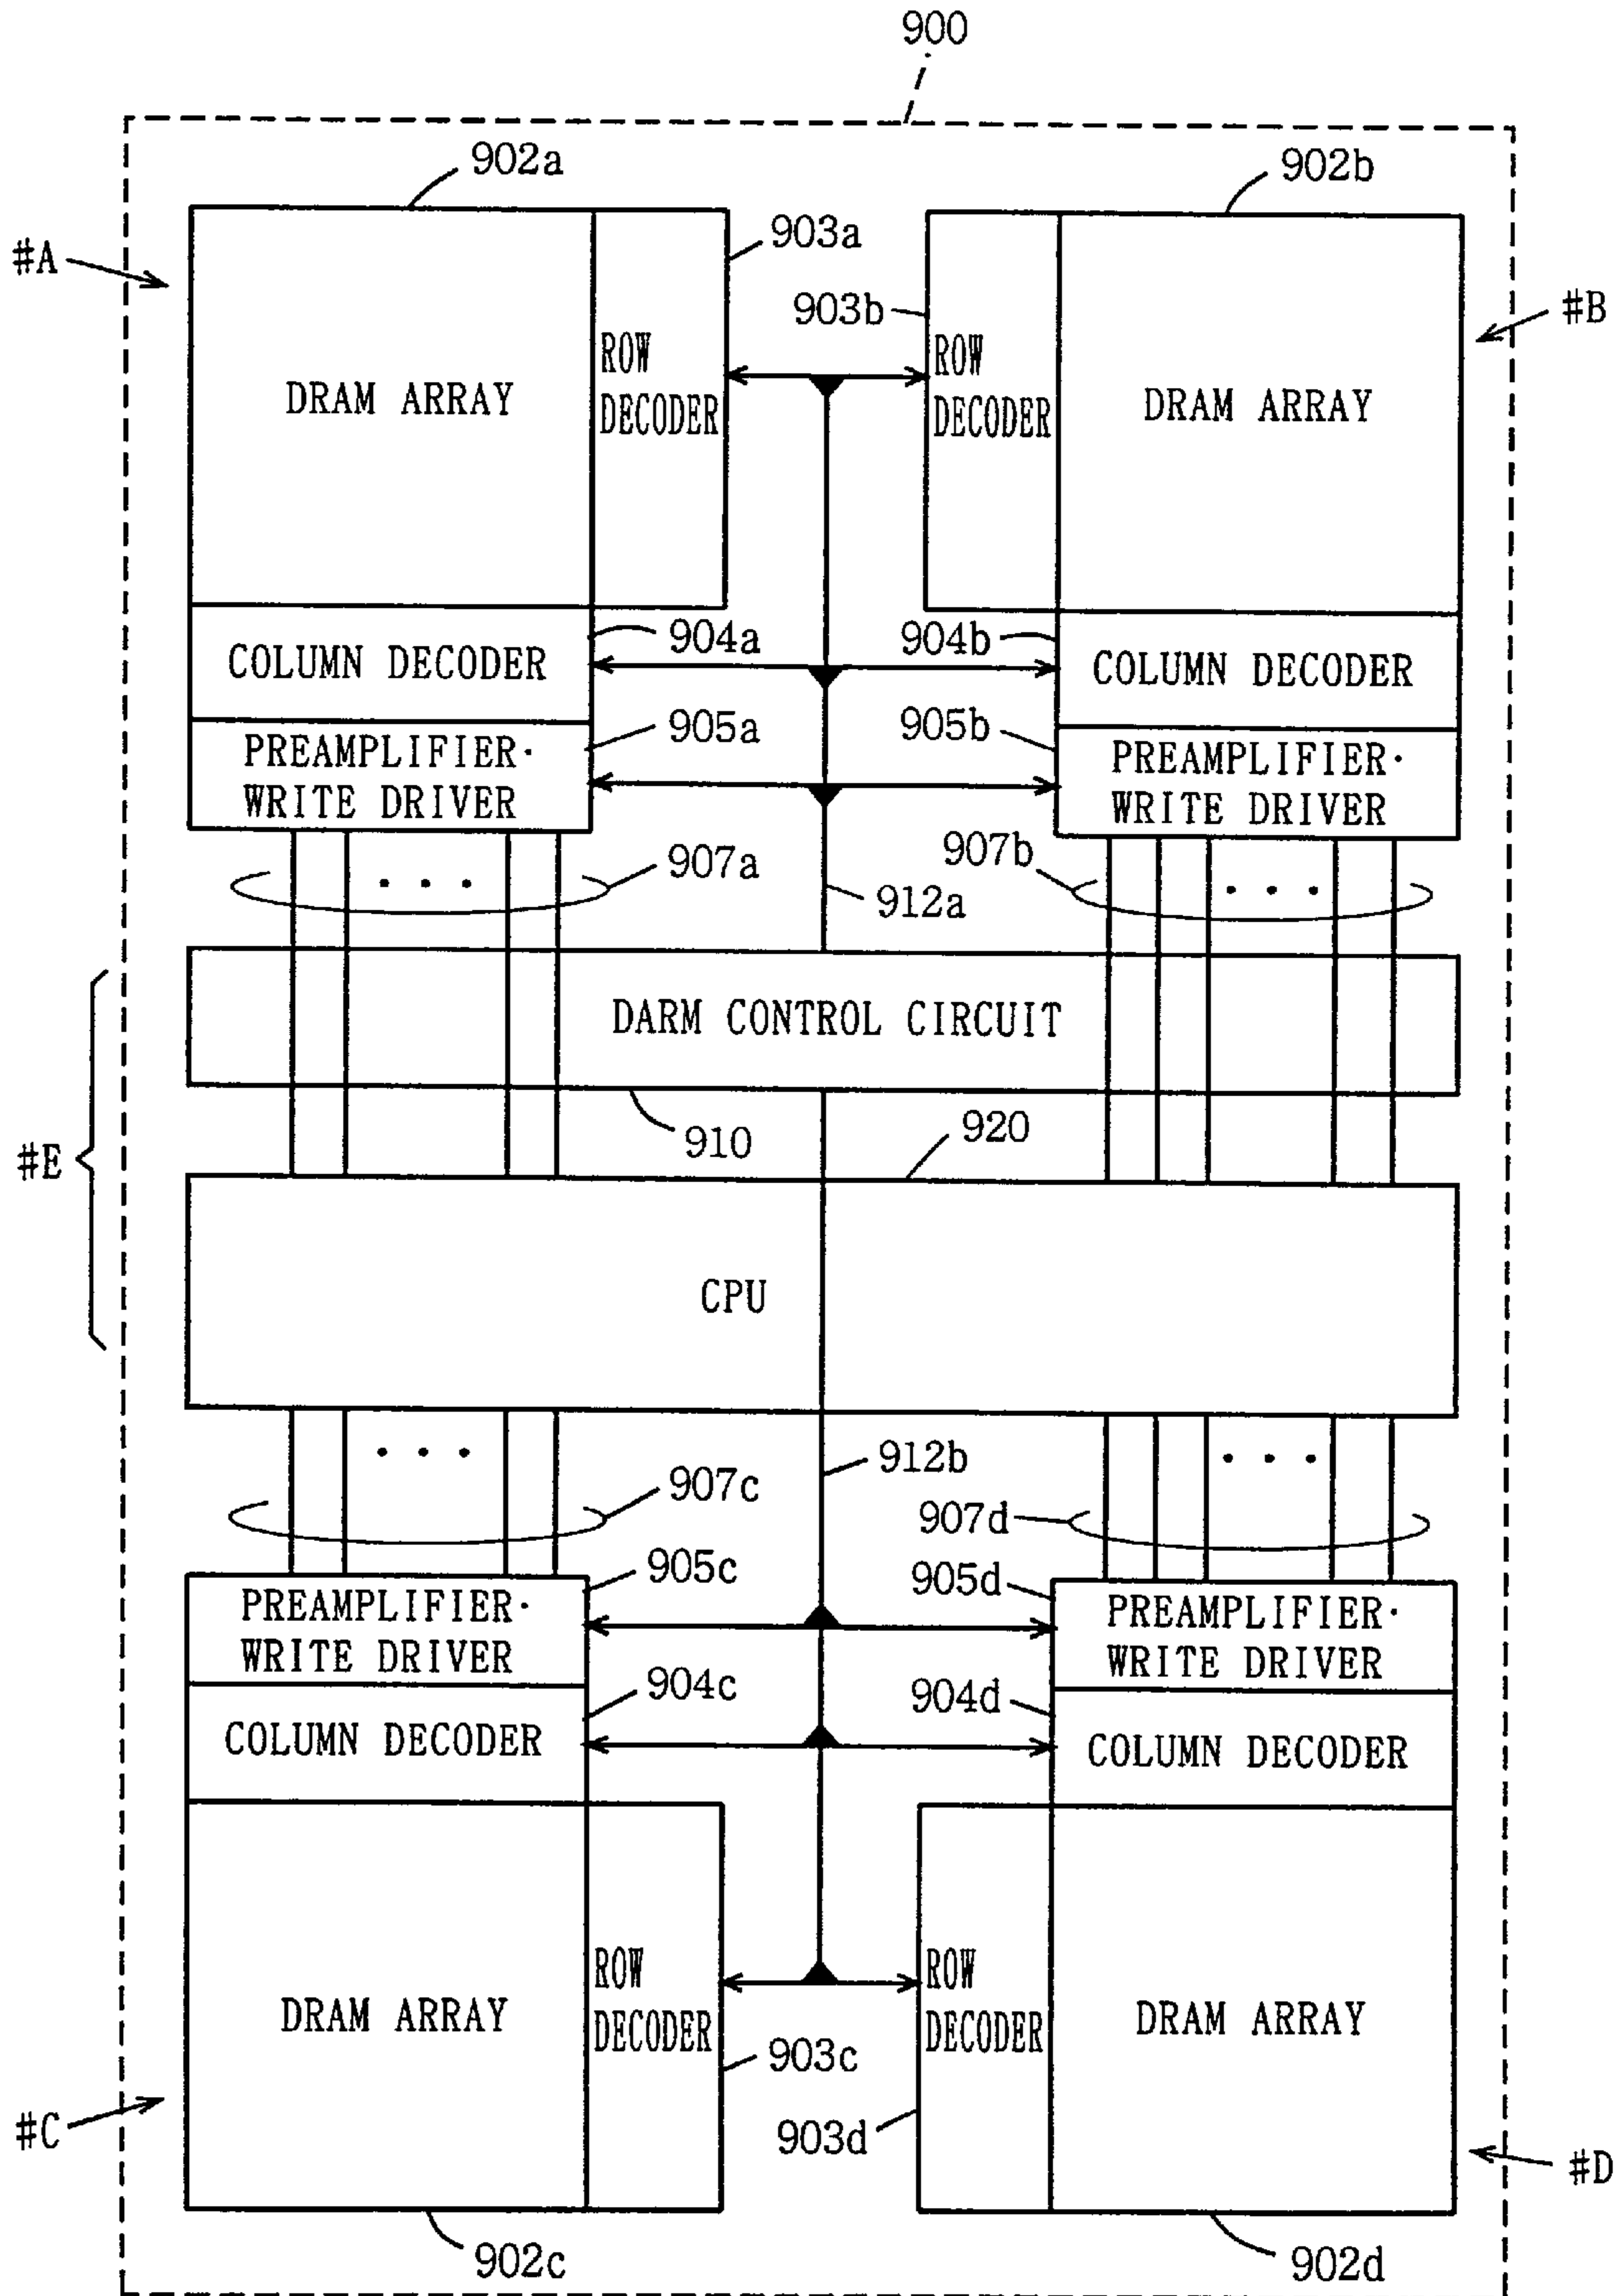 900
902a
902b
903a
#A
903b
#B
ROW
DECODER
ROW
DECODER
DRAM ARRAY
DRAM ARRAY
904a
904b
COLUMN DECODER
COLUMN DECODER
905a
905b
PREAMPLIFIER·
WRITE DRIVER
PREAMPLIFIER·
WRITE DRIVER
907a
907b
• • •
• • •
912a
DARM CONTROL CIRCUIT
910
920
#E
CPU
• • •
• • •
912b
907c
907d
905c
905d
PREAMPLIFIER·
WRITE DRIVER
PREAMPLIFIER·
WRITE DRIVER
904c
904d
COLUMN DECODER
COLUMN DECODER
ROW
DECODER
ROW
DECODER
DRAM ARRAY
DRAM ARRAY
903c
#C
903d
#D
902c
902d